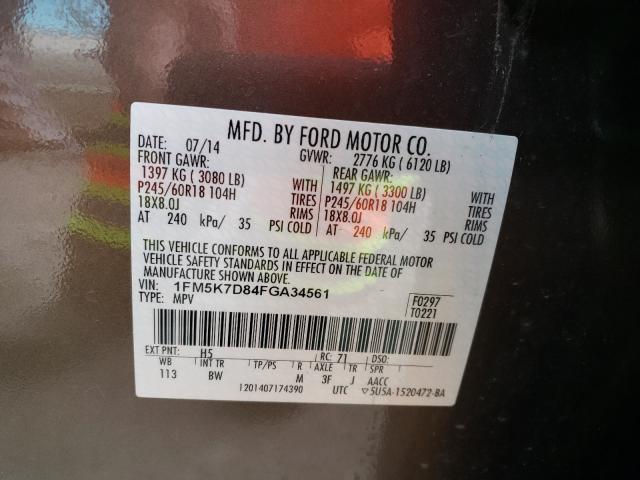 MFD. BY FORD MOTOR CO.
DATE: 07/14 GVWR: 2776 KG ( 6120 LB)
FRONT GAWR: REAR GAWR:
1397 KG ( 3080 LB) WITH 1497 KG ( 3300 LB) WITH
P245/60R18 104H TIRES P245/60R18 104H TIRES
18X8.0J RIMS 18X8.0J RIMS
AT 240 kPa/ 35 PSI COLD AT 240 kPa/ 35 PSI COLD
THIS VEHICLE CONFORMS TO ALL APPLICABLE FEDERAL MOTOR
VEHICLE SAFETY STANDARDS IN EFFECT ON THE DATE OF
MANUFACTURE SHOWN ABOVE.
VIN: 1FM5K7D84FGA34561 F0297
TYPE: MPV T0221
EXT PNT: H5 RC: 71 DSO:
WB INT TR TP/PS R AXLE TR SPR
113 BW M 3F J AACC
1201407174390 UTC ▽5U5A-1520472-BA